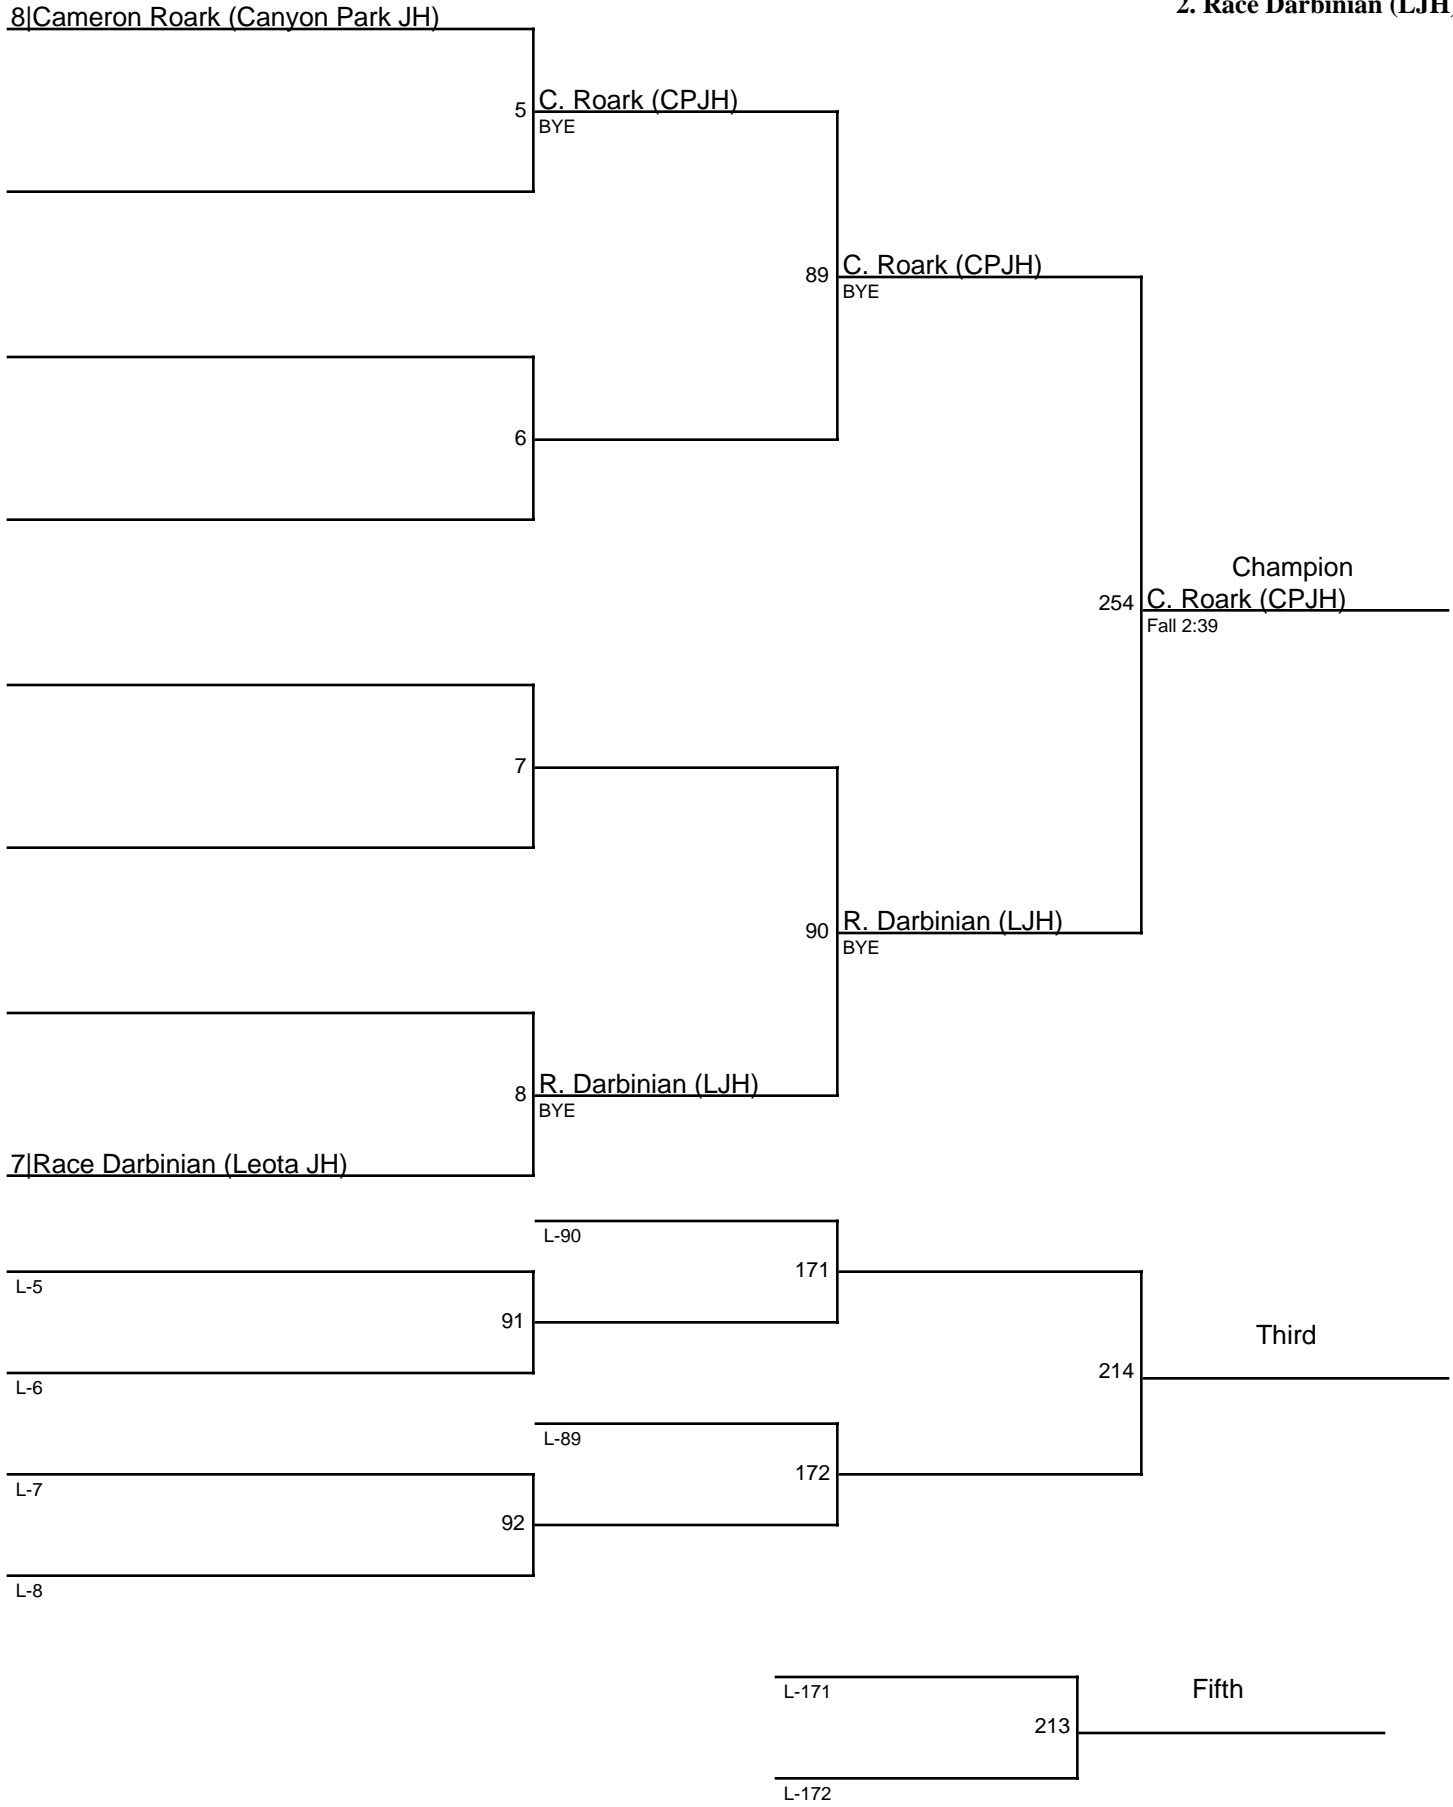 8|Cameron Roark (Canyon Park JH)
2. Race Darbinian (LJH)
5
C. Roark (CPJH)
BYE
89
C. Roark (CPJH)
BYE
6
Champion
254
C. Roark (CPJH)
Fall 2:39
7
90
R. Darbinian (LJH)
BYE
8
R. Darbinian (LJH)
BYE
7|Race Darbinian (Leota JH)
L-90
171
L-5
91
Third
L-6
214
L-89
172
L-7
92
L-8
L-171
Fifth
213
L-172